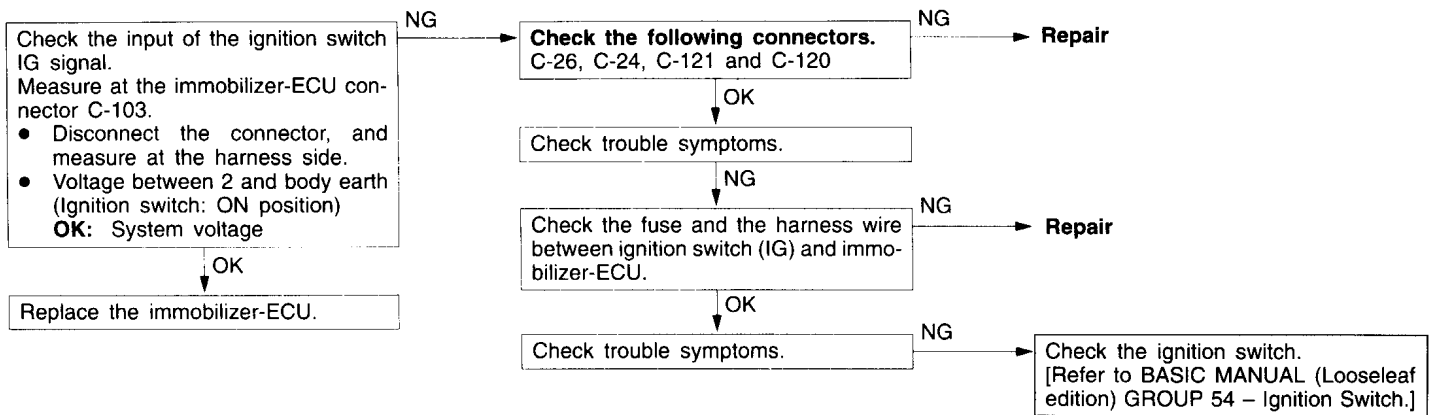 Check the input of the ignition switch
IG signal.
Measure at the immobilizer-ECU con-
nector C-103.
● Disconnect the connector, and
measure at the harness side.
● Voltage between 2 and body earth
(Ignition switch: ON position)
OK: System voltage
NG
OK
Replace the immobilizer-ECU.
Check the following connectors.
C-26, C-24, C-121 and C-120
NG
Repair
OK
Check trouble symptoms.
NG
Check the fuse and the harness wire
between ignition switch (IG) and immo-
bilizer-ECU.
NG
Repair
OK
Check trouble symptoms.
NG
Check the ignition switch.
[Refer to BASIC MANUAL (Looseleaf
edition) GROUP 54 – Ignition Switch.]